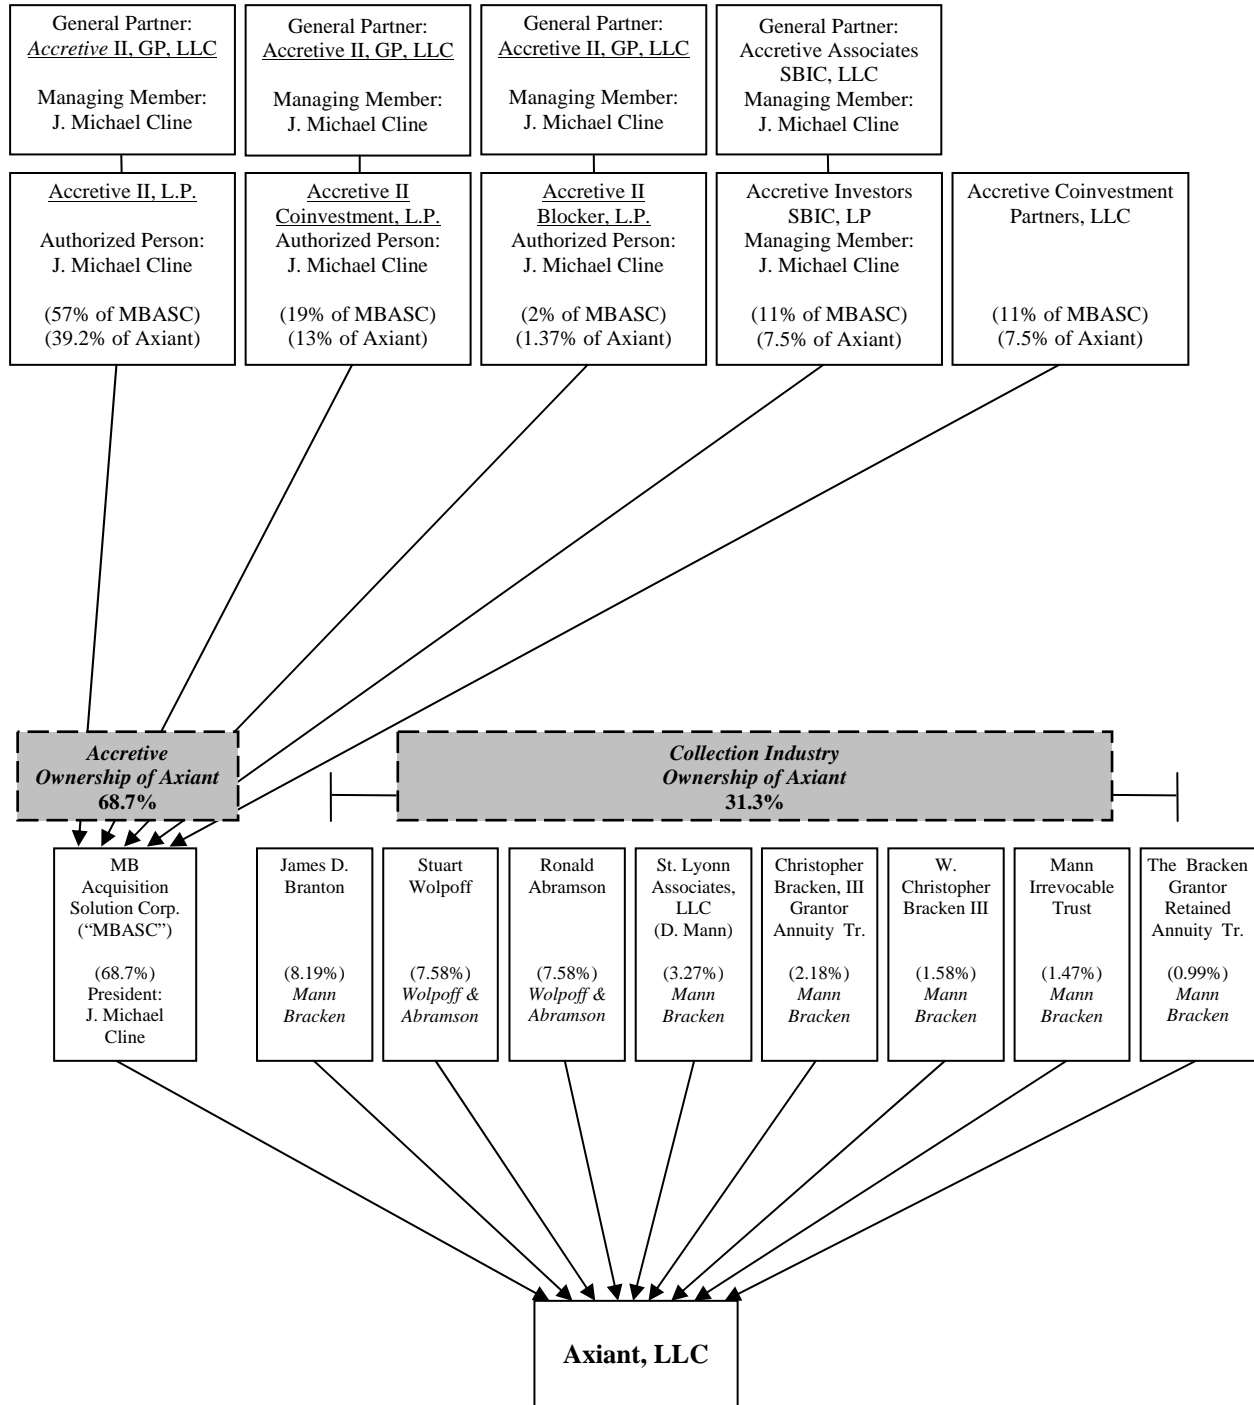 General Partner:
Accretive II, GP, LLC
Managing Member:
J. Michael Cline
General Partner:
Accretive II, GP, LLC
Managing Member:
J. Michael Cline
General Partner:
Accretive II, GP, LLC
Managing Member:
J. Michael Cline
General Partner:
Accretive Associates
SBIC, LLC
Managing Member:
J. Michael Cline
Accretive II, L.P.
Authorized Person:
J. Michael Cline
(57% of MBASC)
(39.2% of Axiant)
Accretive II
Coinvestment, L.P.
Authorized Person:
J. Michael Cline
(19% of MBASC)
(13% of Axiant)
Accretive II
Blocker, L.P.
Authorized Person:
J. Michael Cline
(2% of MBASC)
(1.37% of Axiant)
Accretive Investors
SBIC, LP
Managing Member:
J. Michael Cline
(11% of MBASC)
(7.5% of Axiant)
Accretive Coinvestment
Partners, LLC
(11% of MBASC)
(7.5% of Axiant)
Accretive
Ownership of Axiant
68.7%
Collection Industry
Ownership of Axiant
31.3%
MB
Acquisition
Solution Corp.
(“MBASC”)
(68.7%)
President:
J. Michael
Cline
James D.
Branton
(8.19%)
Mann
Bracken
Stuart
Wolpoff
(7.58%)
Wolpoff &
Abramson
Ronald
Abramson
(7.58%)
Wolpoff &
Abramson
St. Lyonn
Associates,
LLC
(D. Mann)
(3.27%)
Mann
Bracken
Christopher
Bracken, III
Grantor
Annuity Tr.
(2.18%)
Mann
Bracken
W.
Christopher
Bracken III
(1.58%)
Mann
Bracken
Mann
Irrevocable
Trust
(1.47%)
Mann
Bracken
The Bracken
Grantor
Retained
Annuity Tr.
(0.99%)
Mann
Bracken
Axiant, LLC